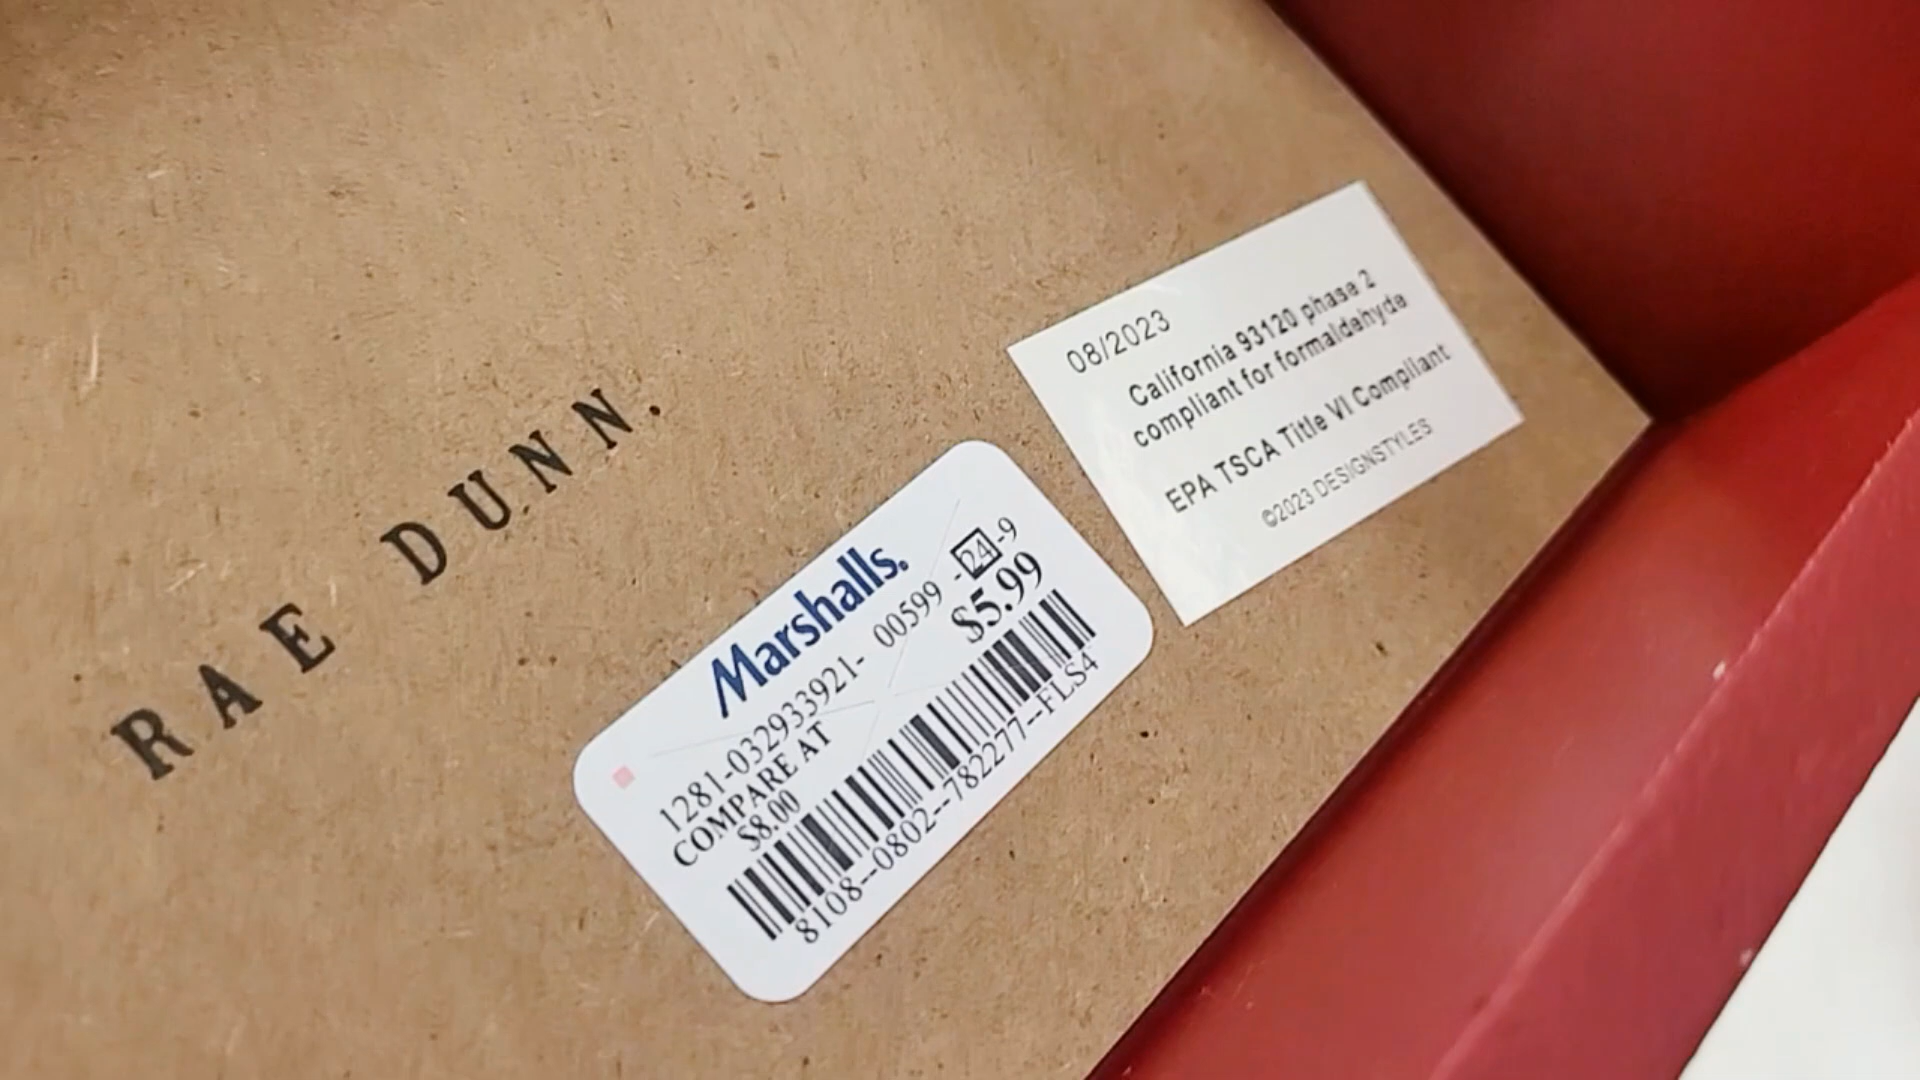 RAE DUNN.
Marshalls.
1281-032933921- 00599 -24-9
COMPARE AT
$8.00
$5.99
8108--0802--782277--FLS4
08/2023
California 93120 phase 2
compliant for formaldehyde
EPA TSCA Title VI Compliant
©2023 DESIGNSTYLES